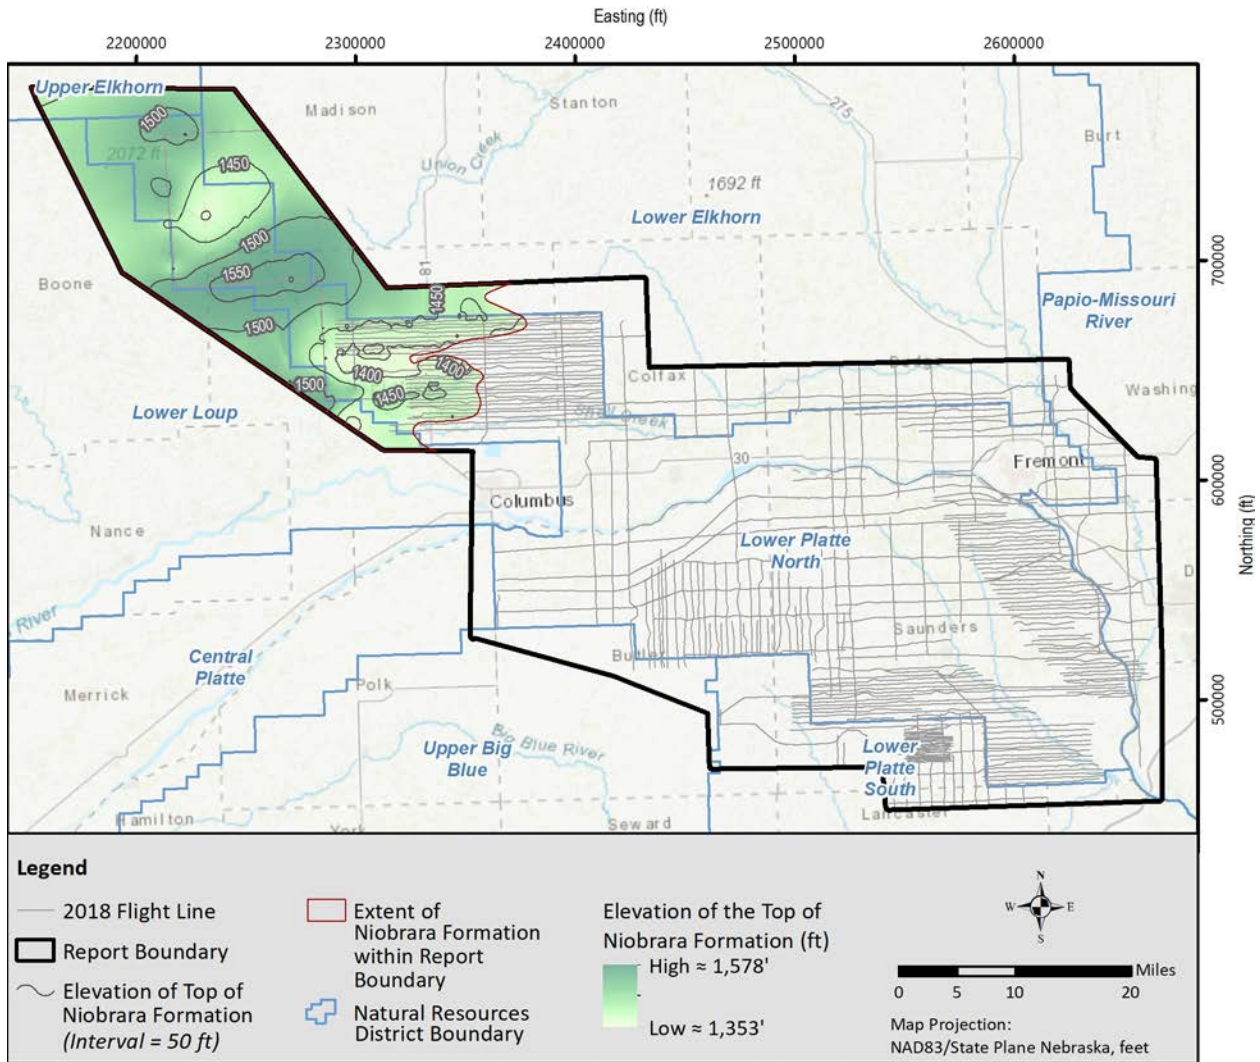 Easting (ft)
2200000
2300000
2400000
2500000
2600000
Upper Elkhorn
Madison
Stanton
275
Burt
1500
2072 ft
1450
Union Creek
1692 ft
Lower Elkhorn
1500
Boone
1550
81
1450
700000
Papio-Missouri
River
1500
1400
1400
Colfax
Dodge
Washing
1500
1450
Lower Loup
Shell Creek
30
Fremont
600000
Columbus
Nance
Northing (ft)
Lower Platte
North
D
River
Saunders
Central
Platte
Butler
Merrick
Polk
500000
Upper Big
Blue
Big Blue River
Lower
Platte
South
Hamilton
York
Seward
Lancaster
Legend
2018 Flight Line
Report Boundary
Elevation of Top of
Niobrara Formation
(Interval = 50 ft)
Extent of
Niobrara Formation
within Report
Boundary
Natural Resources
District Boundary
Elevation of the Top of
Niobrara Formation (ft)
High ≈ 1,578'
Low ≈ 1,353'
N
W
E
S
Miles
0
5
10
20
Map Projection:
NAD83/State Plane Nebraska, feet